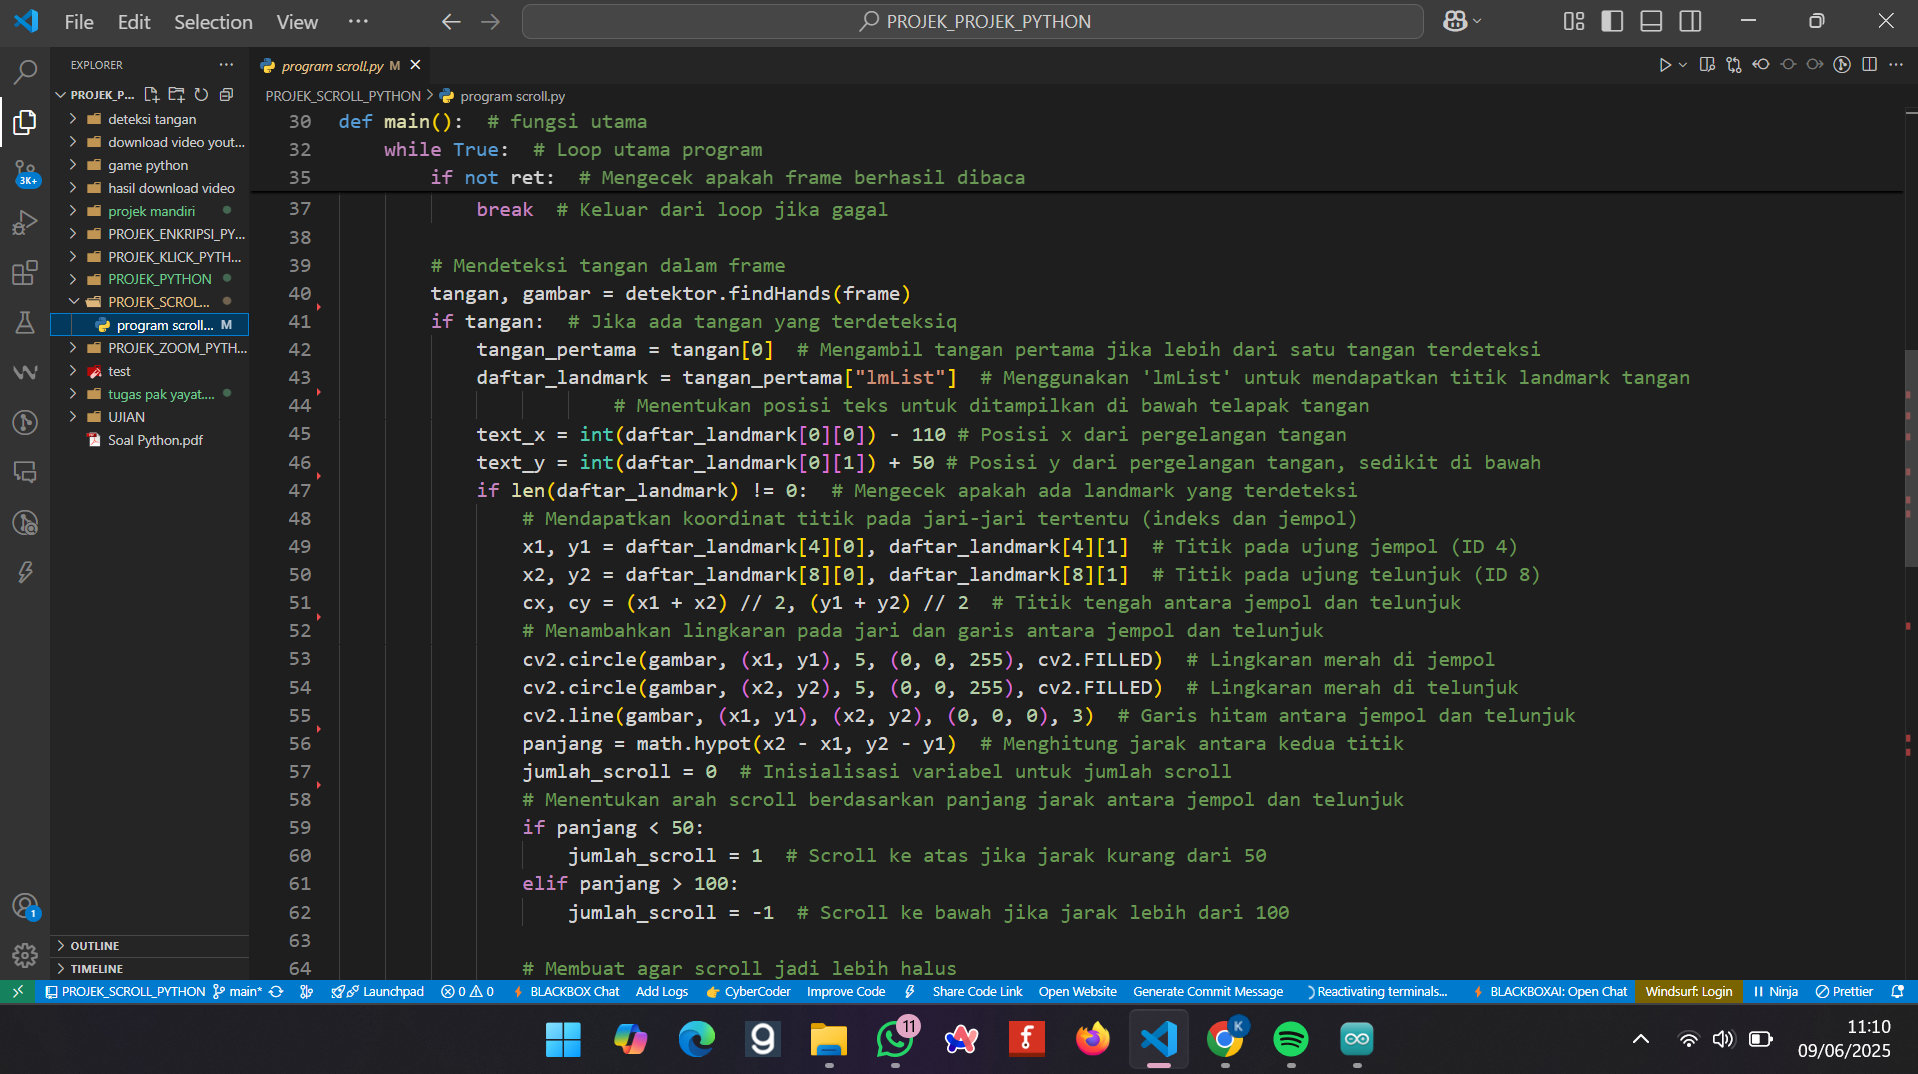 File Edit Selection View ··· PROJEK_PROJEK_PYTHON
EXPLORER ···
PROJEK_P...
deteksi tangan
download video yout...
game python
hasil download video
projek mandiri
PROJEK_ENKRIPSI_PY...
PROJEK_KLICK_PYTH...
PROJEK_PYTHON
PROJEK_SCROL...
program scroll... M
PROJEK_ZOOM_PYTH...
test
tugas pak yayat....
UJIAN
Soal Python.pdf
OUTLINE
TIMELINE
3K+
1
program scroll.py M
PROJEK_SCROLL_PYTHON > program scroll.py
30 def main():  # fungsi utama
32 while True:  # Loop utama program
35 if not ret:  # Mengecek apakah frame berhasil dibaca
37 break  # Keluar dari loop jika gagal
38
39 # Mendeteksi tangan dalam frame
40 tangan, gambar = detektor.findHands(frame)
41 if tangan:  # Jika ada tangan yang terdeteksiq
42 tangan_pertama = tangan[0]  # Mengambil tangan pertama jika lebih dari satu tangan terdeteksi
43 daftar_landmark = tangan_pertama["lmList"]  # Menggunakan 'lmList' untuk mendapatkan titik landmark tangan
44 # Menentukan posisi teks untuk ditampilkan di bawah telapak tangan
45 text_x = int(daftar_landmark[0][0]) - 110 # Posisi x dari pergelangan tangan
46 text_y = int(daftar_landmark[0][1]) + 50 # Posisi y dari pergelangan tangan, sedikit di bawah
47 if len(daftar_landmark) != 0:  # Mengecek apakah ada landmark yang terdeteksi
48 # Mendapatkan koordinat titik pada jari-jari tertentu (indeks dan jempol)
49 x1, y1 = daftar_landmark[4][0], daftar_landmark[4][1]  # Titik pada ujung jempol (ID 4)
50 x2, y2 = daftar_landmark[8][0], daftar_landmark[8][1]  # Titik pada ujung telunjuk (ID 8)
51 cx, cy = (x1 + x2) // 2, (y1 + y2) // 2  # Titik tengah antara jempol dan telunjuk
52 # Menambahkan lingkaran pada jari dan garis antara jempol dan telunjuk
53 cv2.circle(gambar, (x1, y1), 5, (0, 0, 255), cv2.FILLED)  # Lingkaran merah di jempol
54 cv2.circle(gambar, (x2, y2), 5, (0, 0, 255), cv2.FILLED)  # Lingkaran merah di telunjuk
55 cv2.line(gambar, (x1, y1), (x2, y2), (0, 0, 0), 3)  # Garis hitam antara jempol dan telunjuk
56 panjang = math.hypot(x2 - x1, y2 - y1)  # Menghitung jarak antara kedua titik
57 jumlah_scroll = 0  # Inisialisasi variabel untuk jumlah scroll
58 # Menentukan arah scroll berdasarkan panjang jarak antara jempol dan telunjuk
59 if panjang < 50:
60 jumlah_scroll = 1  # Scroll ke atas jika jarak kurang dari 50
61 elif panjang > 100:
62 jumlah_scroll = -1  # Scroll ke bawah jika jarak lebih dari 100
63
64 # Membuat agar scroll jadi lebih halus
PROJEK_SCROLL_PYTHON main* Launchpad 0 0 BLACKBOX Chat Add Logs CyberCoder Improve Code Share Code Link Open Website Generate Commit Message Reactivating terminals... BLACKBOXAI: Open Chat Windsurf: Login Ninja Prettier
g 11 f K
11:10
09/06/2025